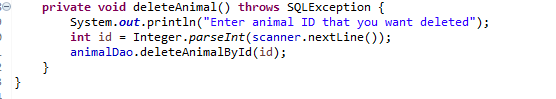 private void deleteAnimal() throws SQLException {
System.out.println("Enter animal ID that you want deleted");
int id = Integer.parseInt(scanner.nextLine());
animalDao.deleteAnimalById(id);
}
}